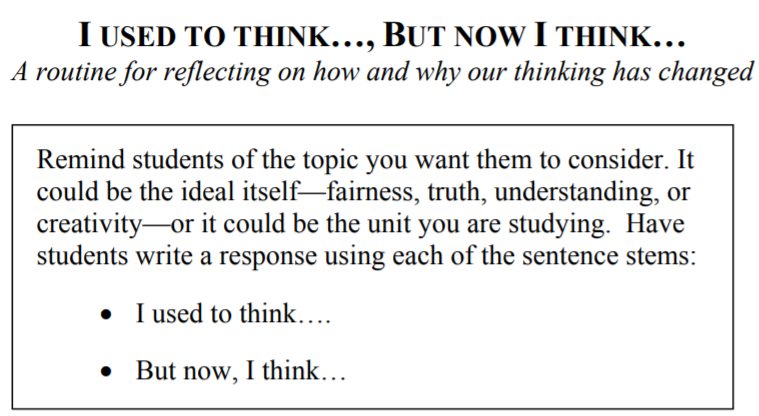 I USED TO THINK…, BUT NOW I THINK…
A routine for reflecting on how and why our thinking has changed
Remind students of the topic you want them to consider. It
could be the ideal itself—fairness, truth, understanding, or
creativity—or it could be the unit you are studying.  Have
students write a response using each of the sentence stems:
• I used to think….
• But now, I think…